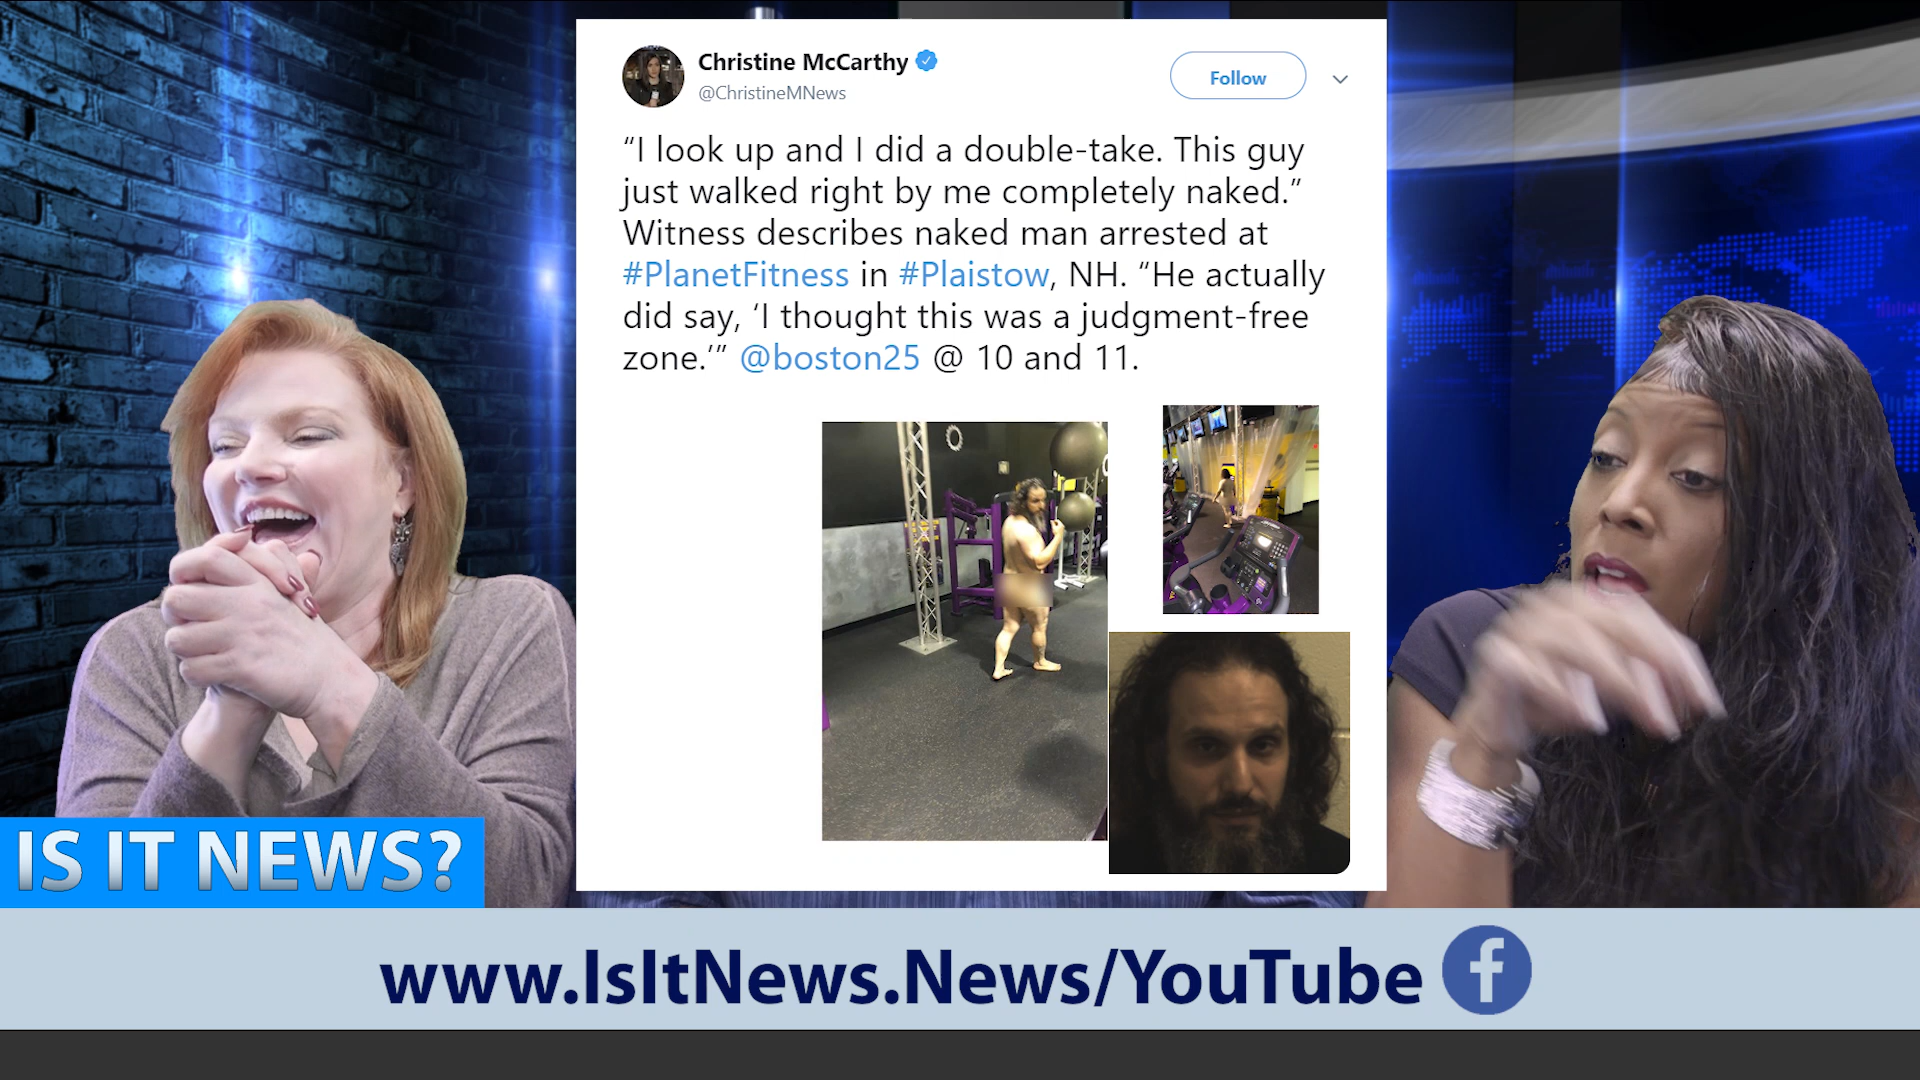 Christine McCarthy
@ChristineMNews
Follow
“I look up and I did a double-take. This guy
just walked right by me completely naked.”
Witness describes naked man arrested at
#PlanetFitness in #Plaistow, NH. “He actually
did say, ‘I thought this was a judgment-free
zone.’” @boston25 @ 10 and 11.
IS IT NEWS?
www.IsItNews.News/YouTube
f